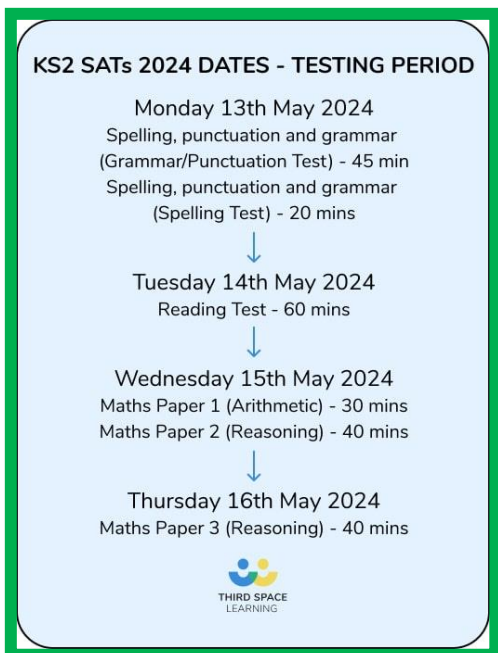 KS2 SATs 2024 DATES - TESTING PERIOD
Monday 13th May 2024
Spelling, punctuation and grammar
(Grammar/Punctuation Test) - 45 min
Spelling, punctuation and grammar
(Spelling Test) - 20 mins
Tuesday 14th May 2024
Reading Test - 60 mins
Wednesday 15th May 2024
Maths Paper 1 (Arithmetic) - 30 mins
Maths Paper 2 (Reasoning) - 40 mins
Thursday 16th May 2024
Maths Paper 3 (Reasoning) - 40 mins
THIRD SPACE
LEARNING